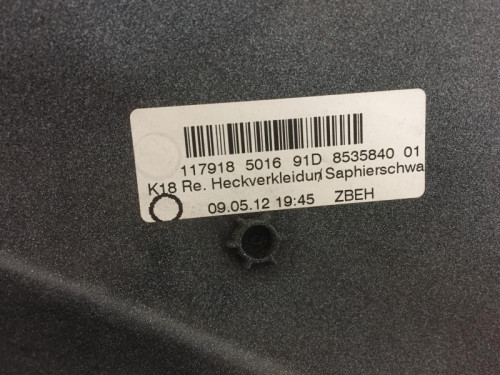 117918 5016 91D 8535840 01
K18 Re. Heckverkleidun Saphierschwa
09.05.12 19:45 ZBEH